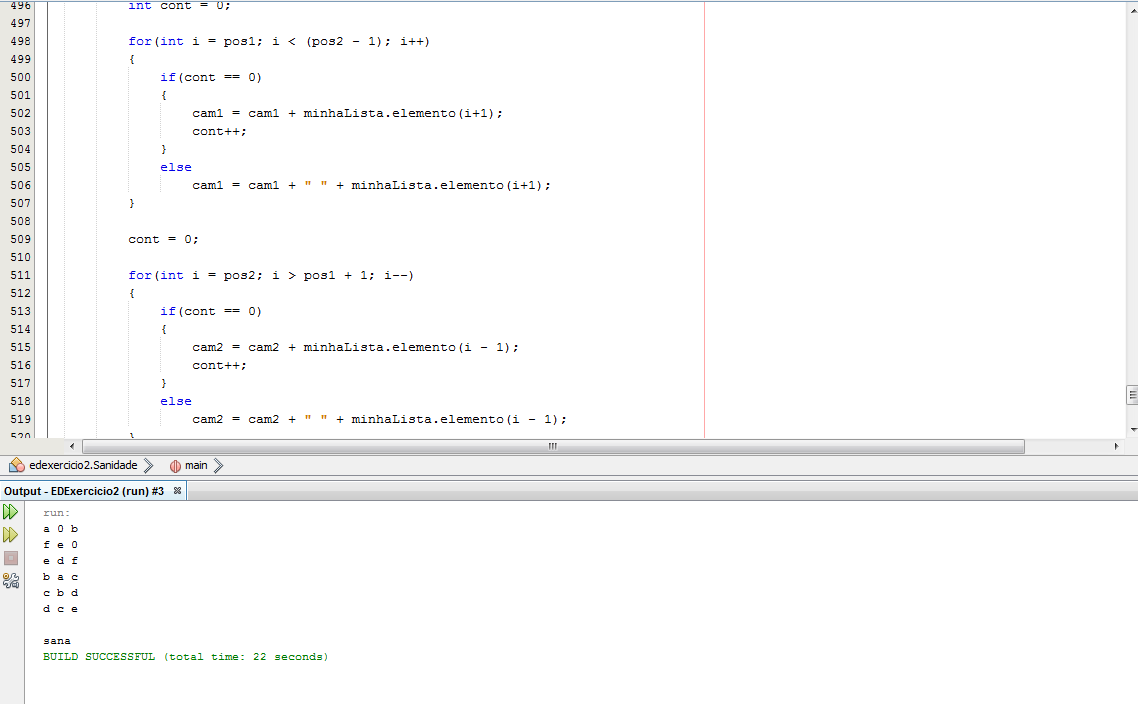 496 int cont = 0;
497
498 for(int i = pos1; i < (pos2 - 1); i++)
499 {
500 if(cont == 0)
501 {
502 cam1 = cam1 + minhaLista.elemento(i+1);
503 cont++;
504 }
505 else
506 cam1 = cam1 + " " + minhaLista.elemento(i+1);
507 }
508
509 cont = 0;
510
511 for(int i = pos2; i > pos1 + 1; i--)
512 {
513 if(cont == 0)
514 {
515 cam2 = cam2 + minhaLista.elemento(i - 1);
516 cont++;
517 }
518 else
519 cam2 = cam2 + " " + minhaLista.elemento(i - 1);
520 }
edexercicio2.Sanidade main
Output - EDExercicio2 (run) #3
run:
a 0 b
f e 0
e d f
b a c
c b d
d c e
sana
BUILD SUCCESSFUL (total time: 22 seconds)